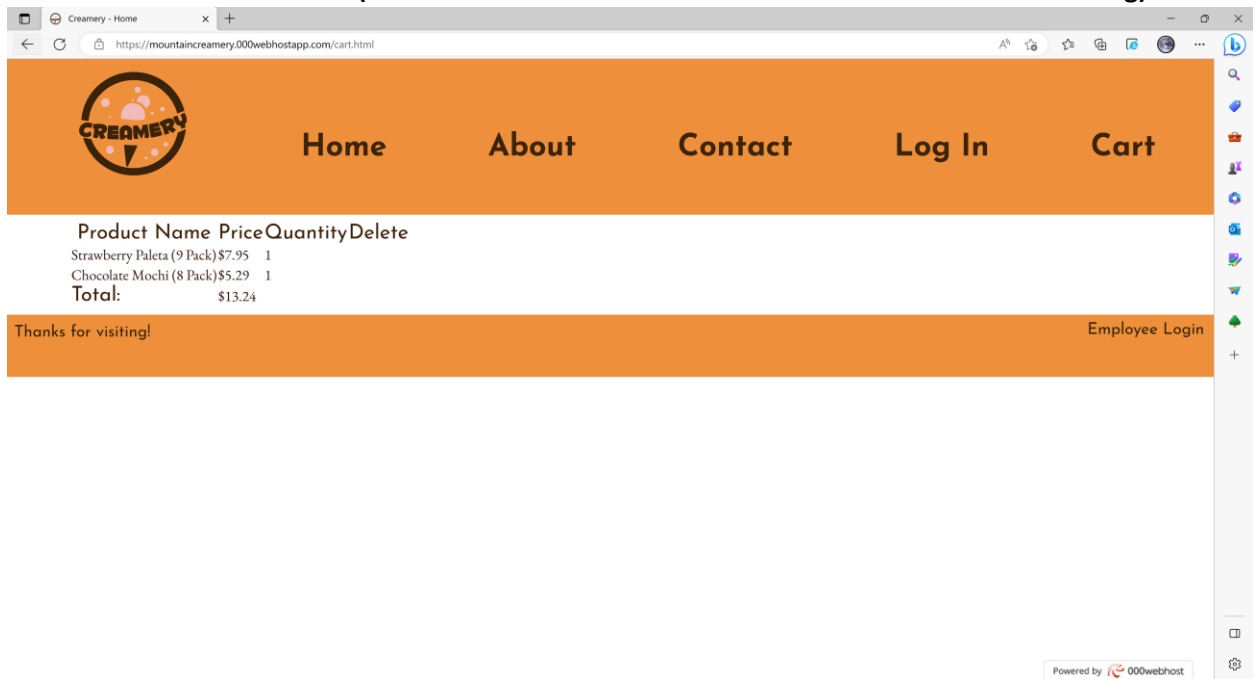 Creamery - Home
https://mountaincreamery.000webhostapp.com/cart.html
CREAMERY
Home About Contact Log In Cart
Product Name Price Quantity Delete
Strawberry Paleta (9 Pack) $7.95 1
Chocolate Mochi (8 Pack) $5.29 1
Total: $13.24
Thanks for visiting! Employee Login
Powered by 000webhost